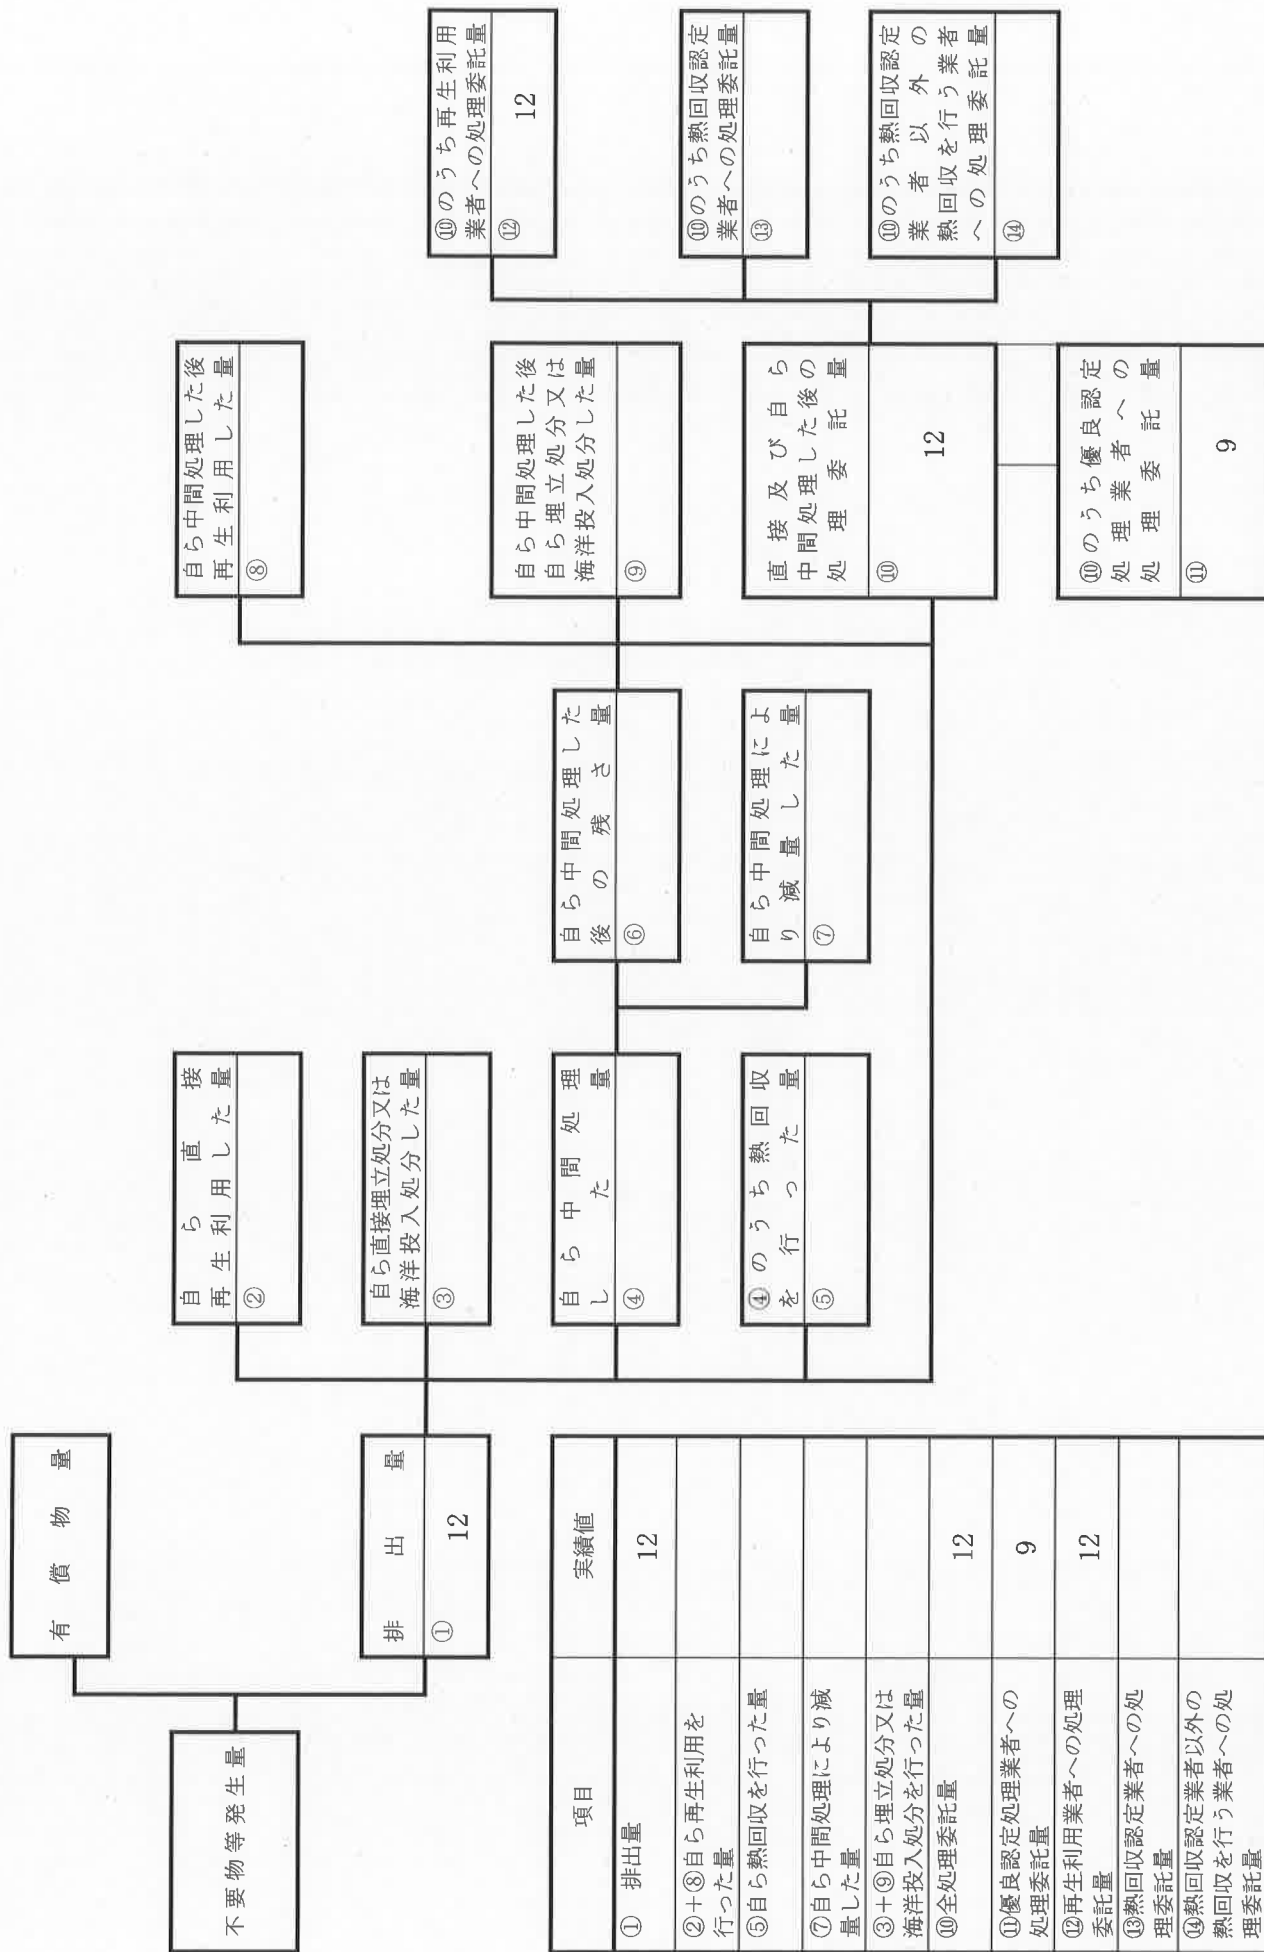 不要物等発生量
有償物量
排出量
①
12
自ら直接
再生利用した量
②
自ら直接埋立処分又は
海洋投入処分した量
③
自ら中間処理
した量
④
④のうち熱回収
を行った量
⑤
自ら中間処理した
後の残さ量
⑥
自ら中間処理によ
り減量した量
⑦
自ら中間処理した後
再生利用した量
⑧
自ら中間処理した後
自ら埋立処分又は
海洋投入処分した量
⑨
直接及び自ら
中間処理した後の
処理委託量
⑩
12
⑩のうち優良認定
処理業者への
処理委託量
⑪
9
⑩のうち再生利用
業者への処理委託量
⑫
12
⑩のうち熱回収認定
業者への処理委託量
⑬
⑩のうち熱回収認定
業者以外の
熱回収を行う業者
への処理委託量
⑭
項目 実績値
① 排出量 12
②+⑧自ら再生利用を
行った量
⑤自ら熱回収を行った量
⑦自ら中間処理により減
量した量
③+⑨自ら埋立処分又は
海洋投入処分を行った量
⑩全処理委託量 12
⑪優良認定処理業者への
処理委託量 9
⑫再生利用業者への処理
委託量 12
⑬熱回収認定業者への処
理委託量
⑭熱回収認定業者以外の
熱回収を行う業者への処
理委託量